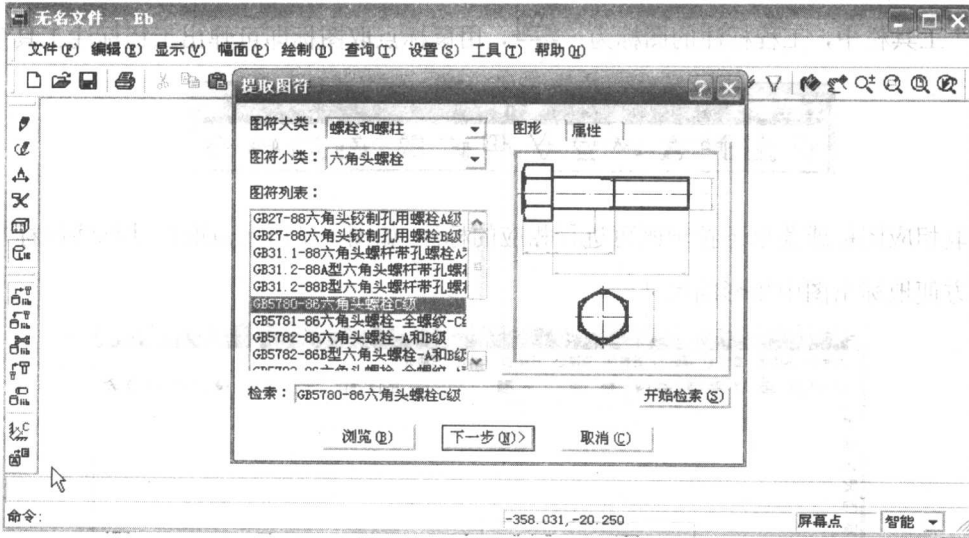 无名文件 - Eb
文件(F) 编辑(E) 显示(V) 幅面(P) 绘制(D) 查询(I) 设置(S) 工具(T) 帮助(H)
提取图符
图符大类： 螺栓和螺柱
图符小类： 六角头螺栓
图符列表：
图形 属性
GB27-88六角头铰制孔用螺栓A级
GB27-88六角头铰制孔用螺栓B级
GB31.1-88六角头螺杆带孔螺栓A
GB31.2-88A型六角头螺杆带孔螺
GB31.2-88B型六角头螺杆带孔螺
GB5780-86六角头螺栓C级
GB5781-86六角头螺栓-全螺纹-C
GB5782-86六角头螺栓-A和B级
GB5782-86B型六角头螺栓-A和B级
检索： GB5780-86六角头螺栓C级 开始检索(S)
浏览(B) 下一步(N)> 取消(C)
命令: -358.031,-20.250 屏幕点 智能